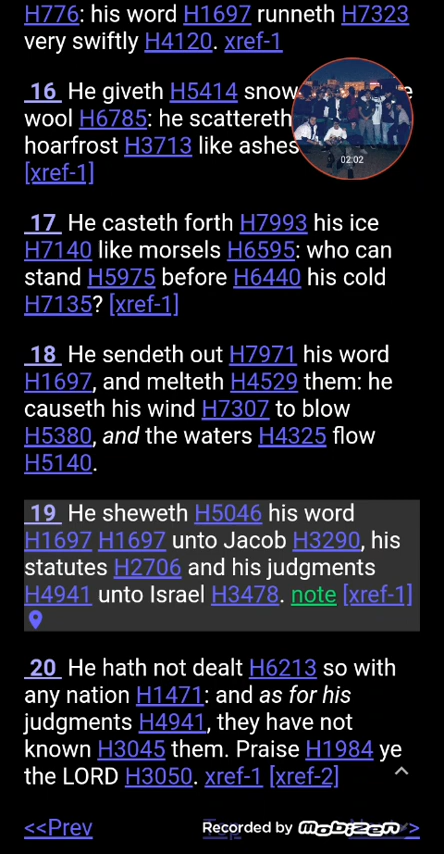 H776: his word H1697 runneth H7323
very swiftly H4120. xref-1
16 He giveth H5414 snow
wool H6785: he scattereth
hoarfrost H3713 like ashes
[xref-1]
17 He casteth forth H7993 his ice
H7140 like morsels H6595: who can
stand H5975 before H6440 his cold
H7135? [xref-1]
02:02
18 He sendeth out H7971 his word
H1697, and melteth H4529 them: he
causeth his wind H7307 to blow
H5380, and the waters H4325 flow
H5140.
19 He sheweth H5046 his word
H1697 H1697 unto Jacob H3290, his
statutes H2706 and his judgments
H4941 unto Israel H3478. note [xref-1]
20 He hath not dealt H6213 so with
any nation H1471: and as for his
judgments H4941, they have not
known H3045 them. Praise H1984 ye
the LORD H3050. xref-1 [xref-2]
<<Prev
Recorded by Mobizen